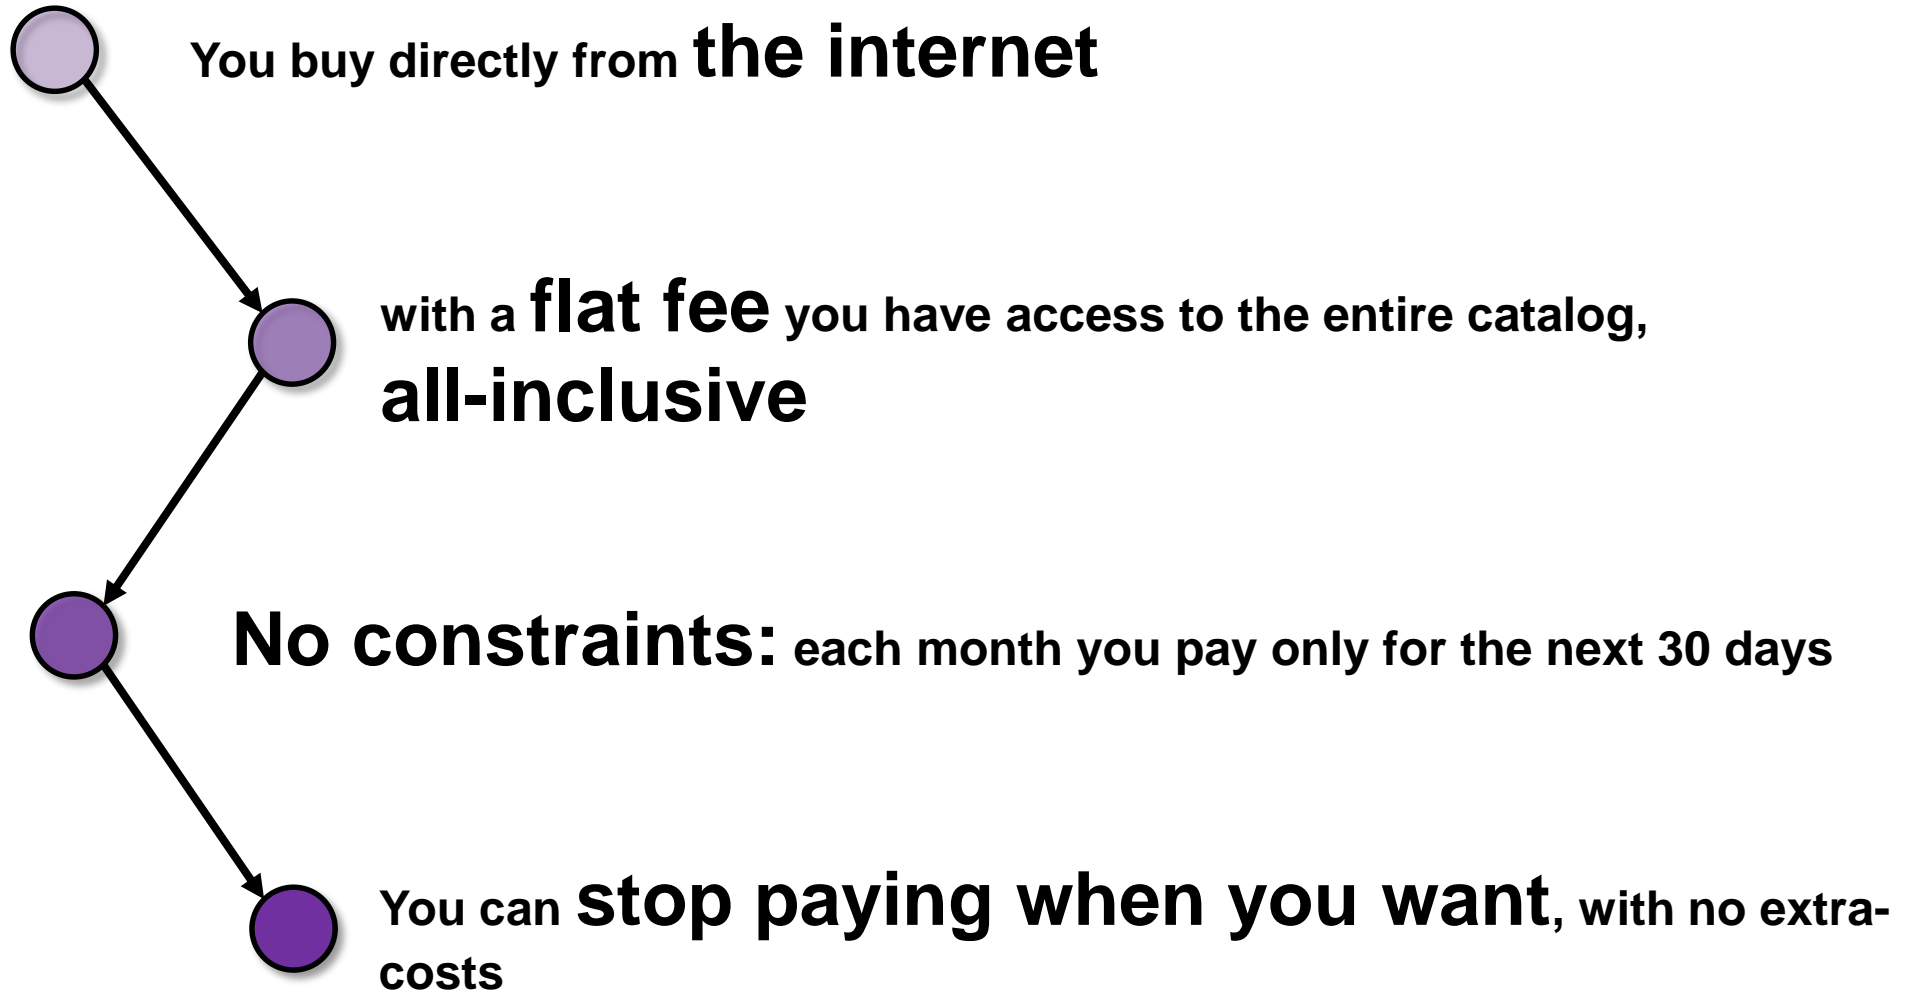 You buy directly from the internet
with a flat fee you have access to the entire catalog,
all-inclusive
No constraints: each month you pay only for the next 30 days
You can stop paying when you want, with no extra-
costs